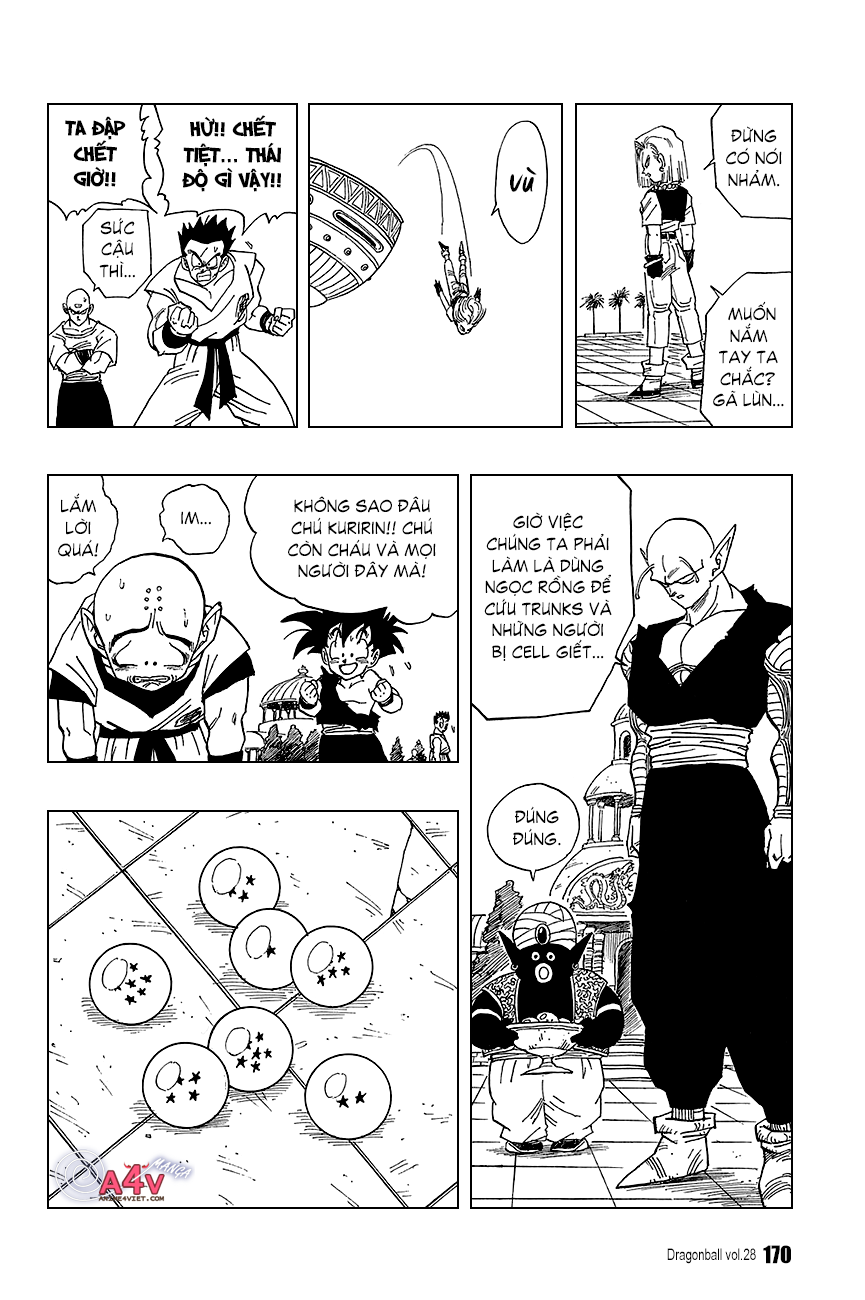 ĐỪNG
CÓ NÓI
NHẢM.
MUỐN
NẮM
TAY TA
CHẮC?
GÃ LÙN...
VÙ
HỪ!! CHẾT
TIỆT... THÁI
ĐỘ GÌ VẬY!!
TA ĐẬP
CHẾT
GIỜ!!
SỨC
CẬU
THÌ...
GIỜ VIỆC
CHÚNG TA PHẢI
LÀM LÀ DÙNG
NGỌC RỒNG ĐỂ
CỨU TRUNKS VÀ
NHỮNG NGƯỜI
BỊ CELL GIẾT...
ĐÚNG
ĐÚNG.
KHÔNG SAO ĐÂU
CHÚ KURIRIN!! CHÚ
CÒN CHÁU VÀ MỌI
NGƯỜI ĐÂY MÀ!
IM...
LẮM
LỜI
QUÁ!
A4V MANGA
ANIME4VIET.COM
Dragonball vol.28 170